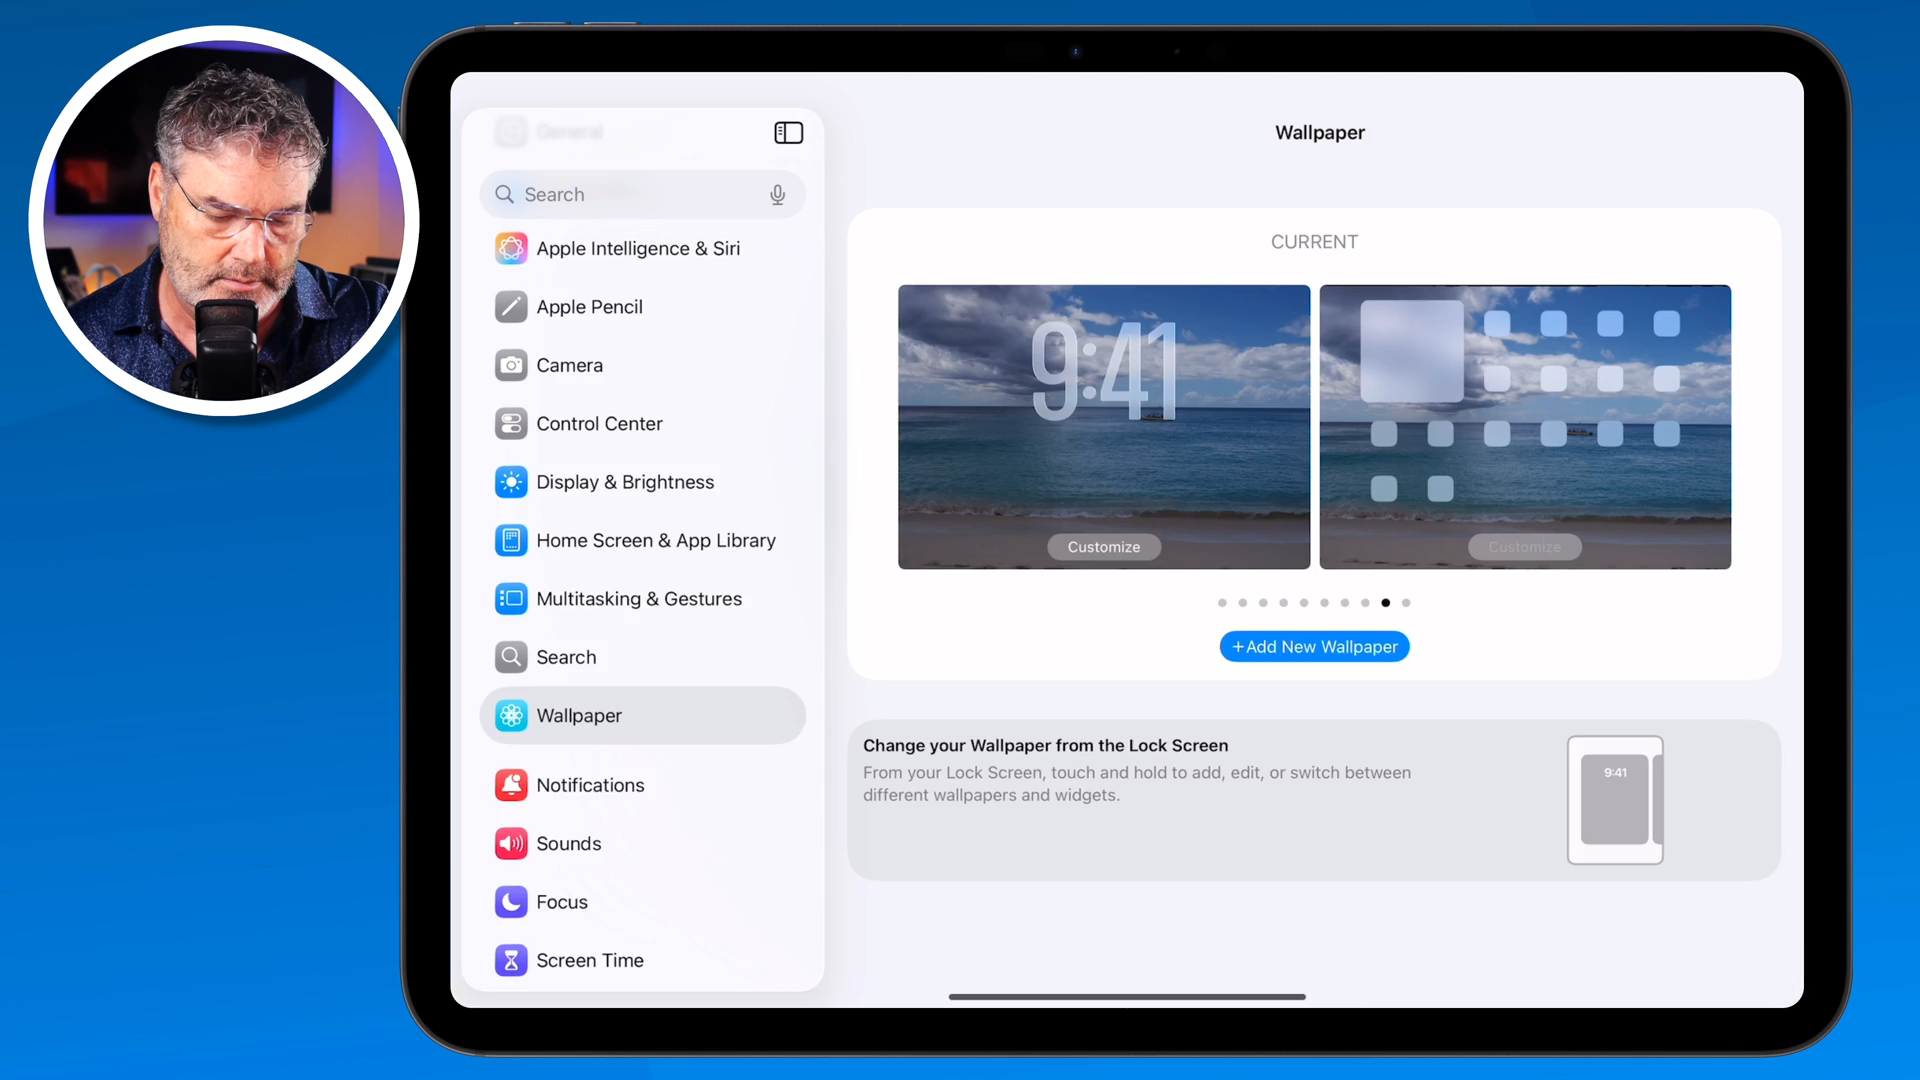 General
Search
Apple Intelligence & Siri
Apple Pencil
Camera
Control Center
Display & Brightness
Home Screen & App Library
Multitasking & Gestures
Search
Wallpaper
Notifications
Sounds
Focus
Screen Time
Wallpaper
CURRENT
9:41
Customize
Customize
+ Add New Wallpaper
Change your Wallpaper from the Lock Screen
From your Lock Screen, touch and hold to add, edit, or switch between
different wallpapers and widgets.
9:41